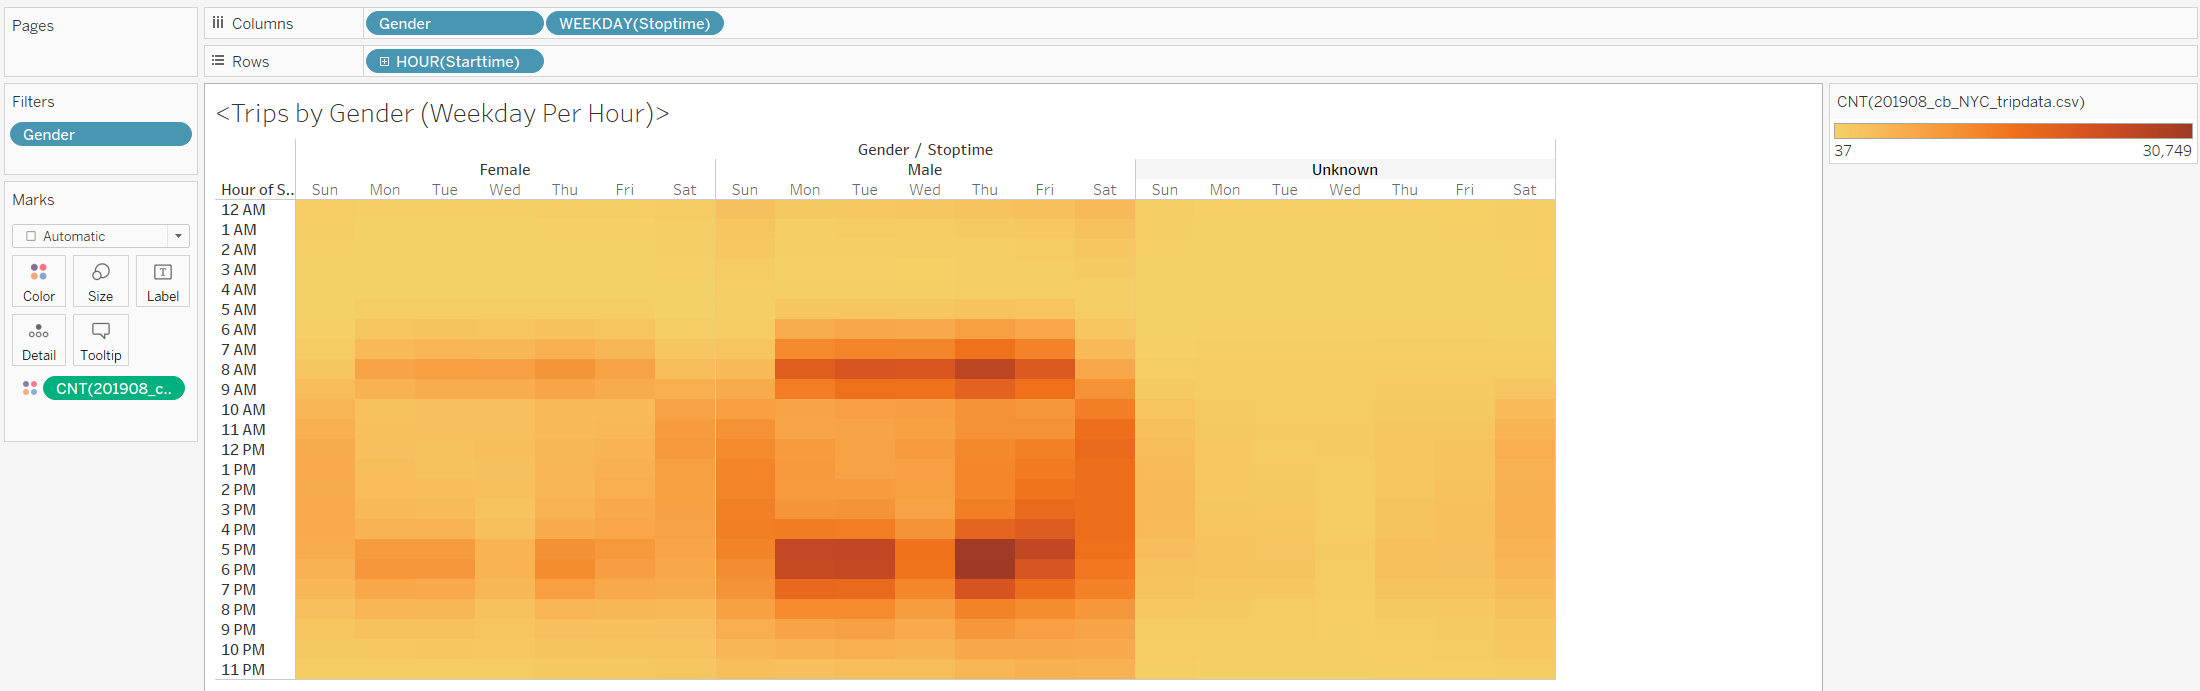 Pages
Columns
Gender
WEEKDAY(Stoptime)
Rows
HOUR(Starttime)
Filters
Gender
Marks
Automatic
Color
Size
Label
Detail
Tooltip
CNT(201908_c..
<Trips by Gender (Weekday Per Hour)>
Gender / Stoptime
Female Male Unknown
Hour of S.. Sun Mon Tue Wed Thu Fri Sat Sun Mon Tue Wed Thu Fri Sat Sun Mon Tue Wed Thu Fri Sat
12 AM
1 AM
2 AM
3 AM
4 AM
5 AM
6 AM
7 AM
8 AM
9 AM
10 AM
11 AM
12 PM
1 PM
2 PM
3 PM
4 PM
5 PM
6 PM
7 PM
8 PM
9 PM
10 PM
11 PM
CNT(201908_cb_NYC_tripdata.csv)
37 30,749